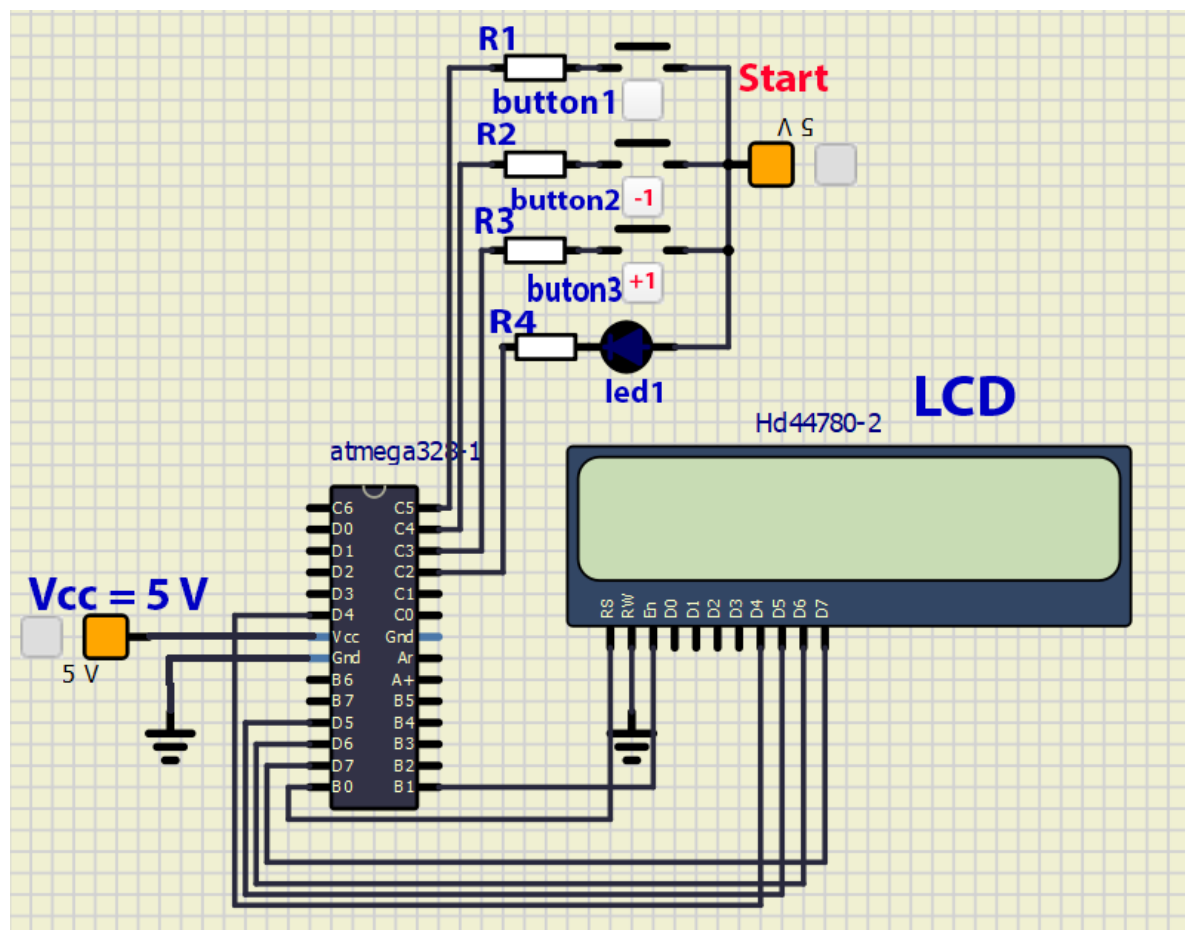 R1
Start
button1
5 V
R2
button2
-1
R3
buton3
+1
R4
led1
LCD
Hd44780-2
atmega328-1
C6 C5
D0 C4
D1 C3
D2 C2
D3 C1
D4 C0
Vcc Gnd
Gnd Ar
B6 A+
B7 B5
D5 B4
D6 B3
D7 B2
B0 B1
Vcc = 5 V
5 V
RS RW En D0 D1 D2 D3 D4 D5 D6 D7